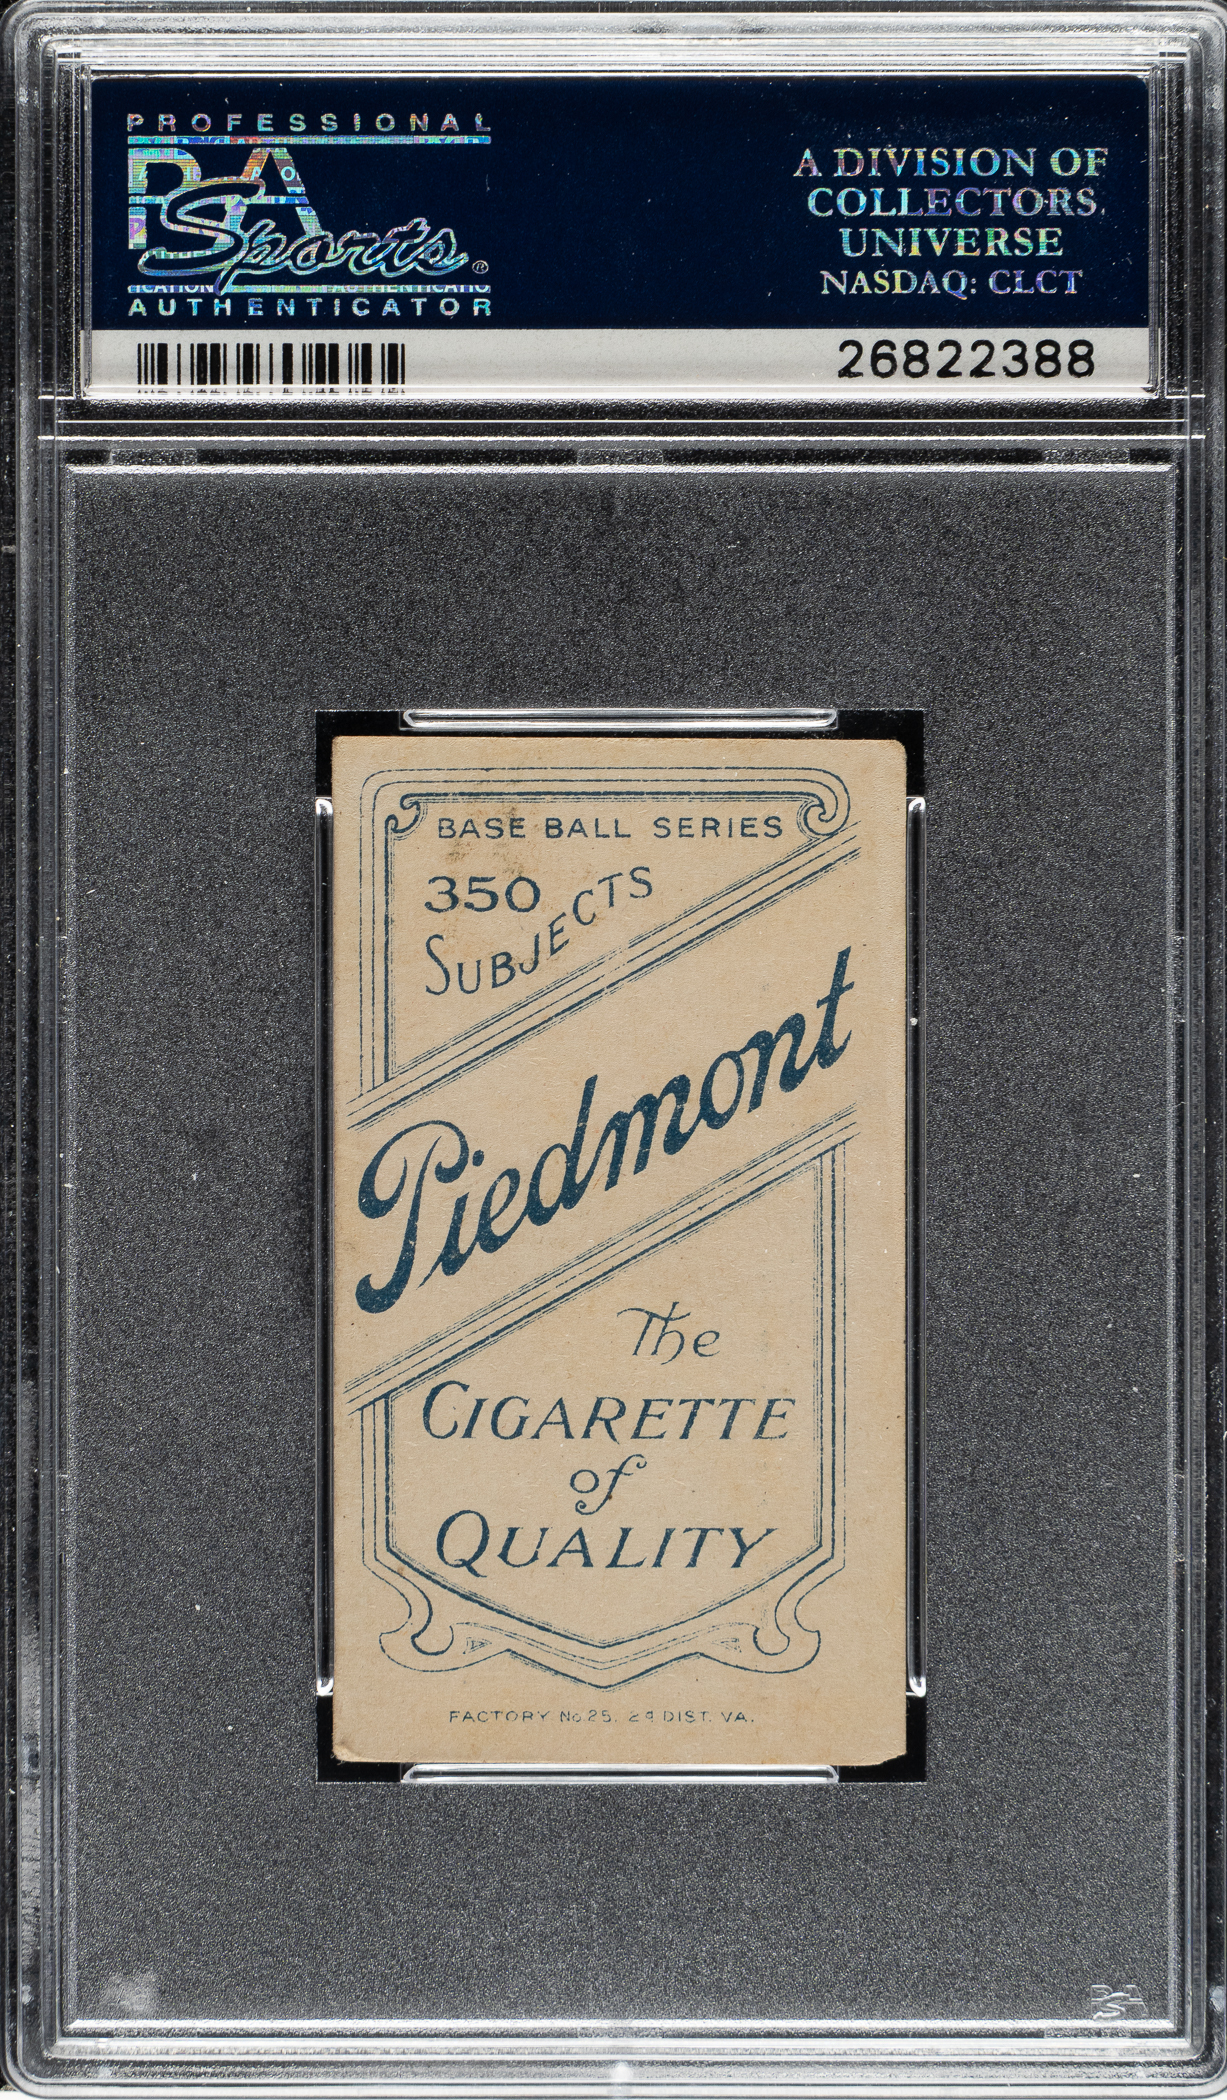 PROFESSIONAL
PSA
Sports®
AUTHENTICATOR
A DIVISION OF
COLLECTORS
UNIVERSE
NASDAQ: CLCT
26822388
BASE BALL SERIES
350
SUBJECTS
Piedmont
The
CIGARETTE
of
QUALITY
FACTORY No. 25. 2d DIST. VA.
PSA